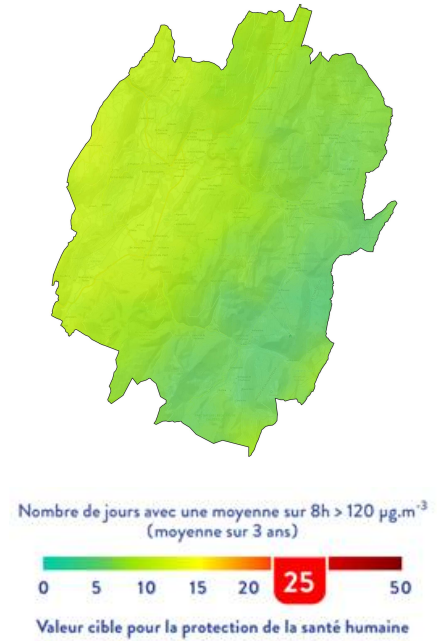 Nombre de jours avec une moyenne sur 8h > 120 µg.m⁻³
(moyenne sur 3 ans)
0 5 10 15 20 25 50
Valeur cible pour la protection de la santé humaine